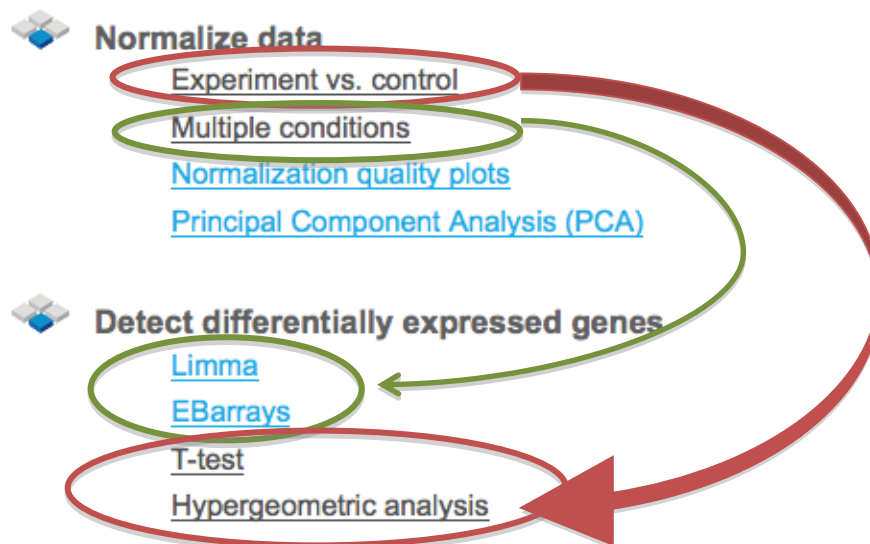 Normalize data
Experiment vs. control
Multiple conditions
Normalization quality plots
Principal Component Analysis (PCA)
Detect differentially expressed genes
Limma
EBarrays
T-test
Hypergeometric analysis